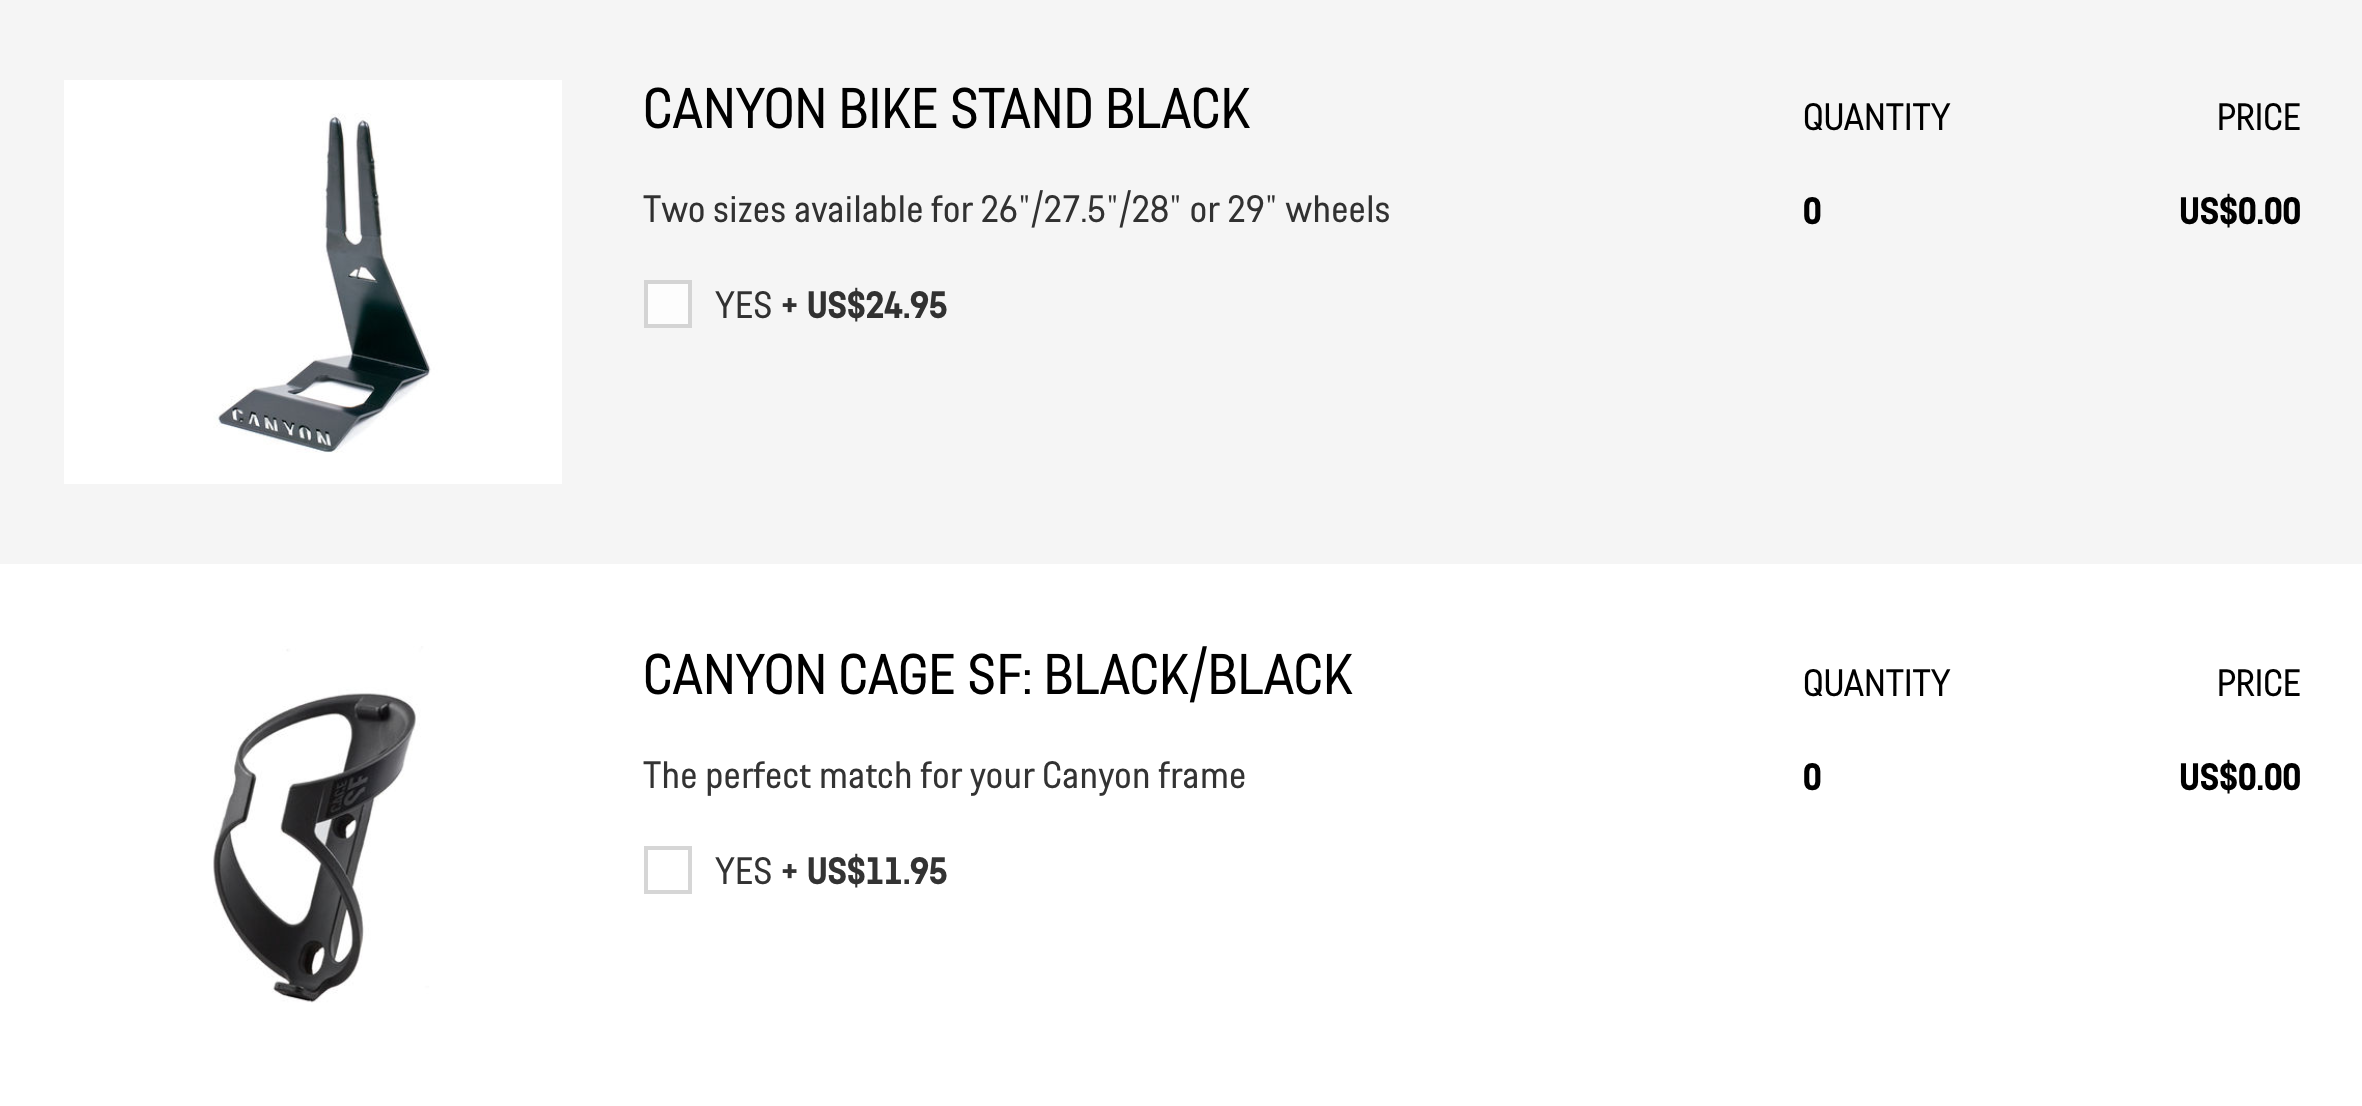 CANYON BIKE STAND BLACK
QUANTITY
PRICE
Two sizes available for 26"/27.5"/28" or 29" wheels
0
US$0.00
YES + US$24.95
CANYON
CANYON CAGE SF: BLACK/BLACK
QUANTITY
PRICE
The perfect match for your Canyon frame
0
US$0.00
CAGE
SF
YES + US$11.95